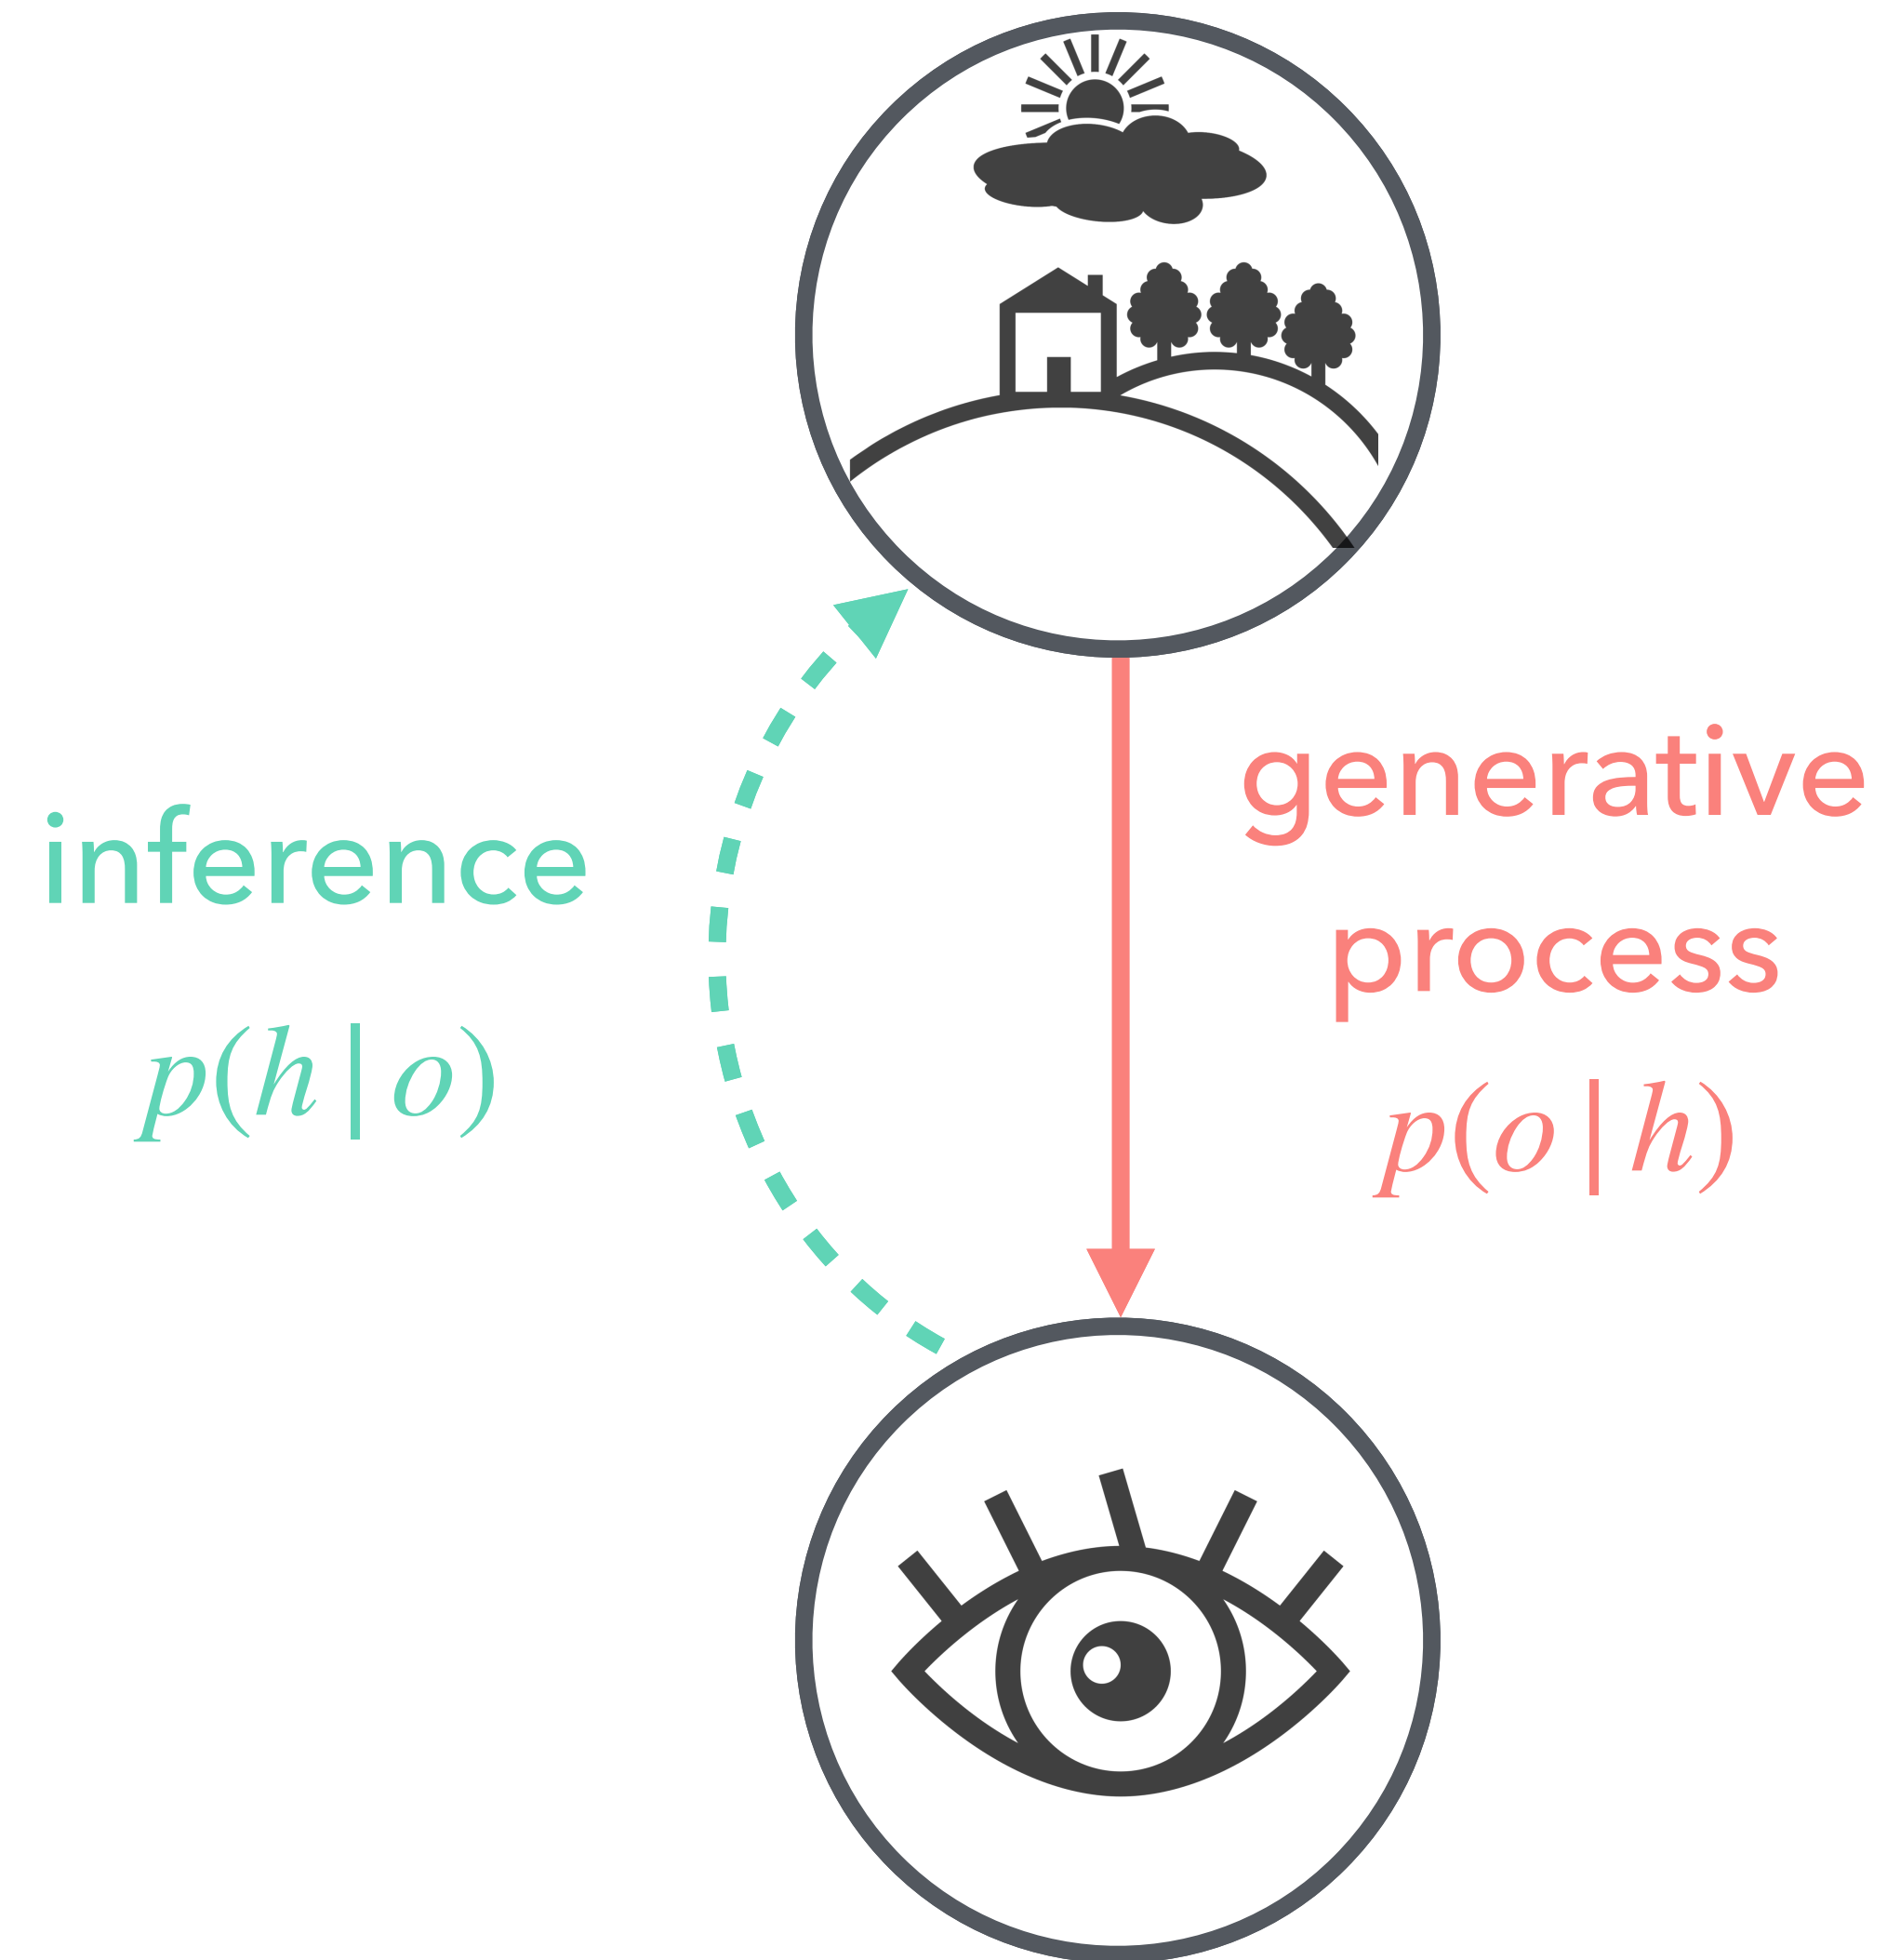 inference
p(h | o)
generative
process
p(o | h)